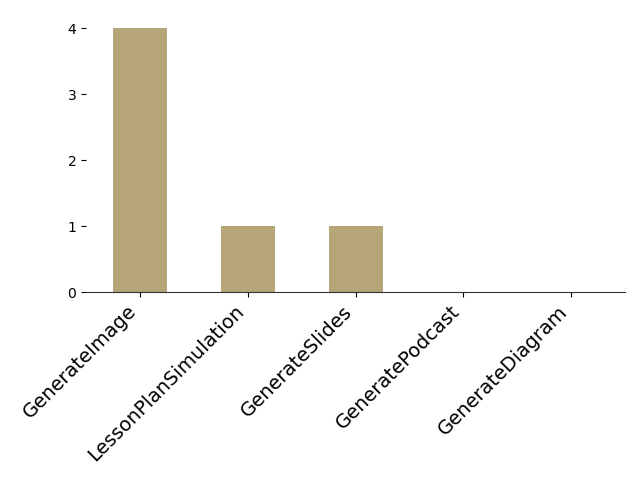 4
3
2
1
0
GenerateImage
LessonPlanSimulation
GenerateSlides
GeneratePodcast
GenerateDiagram